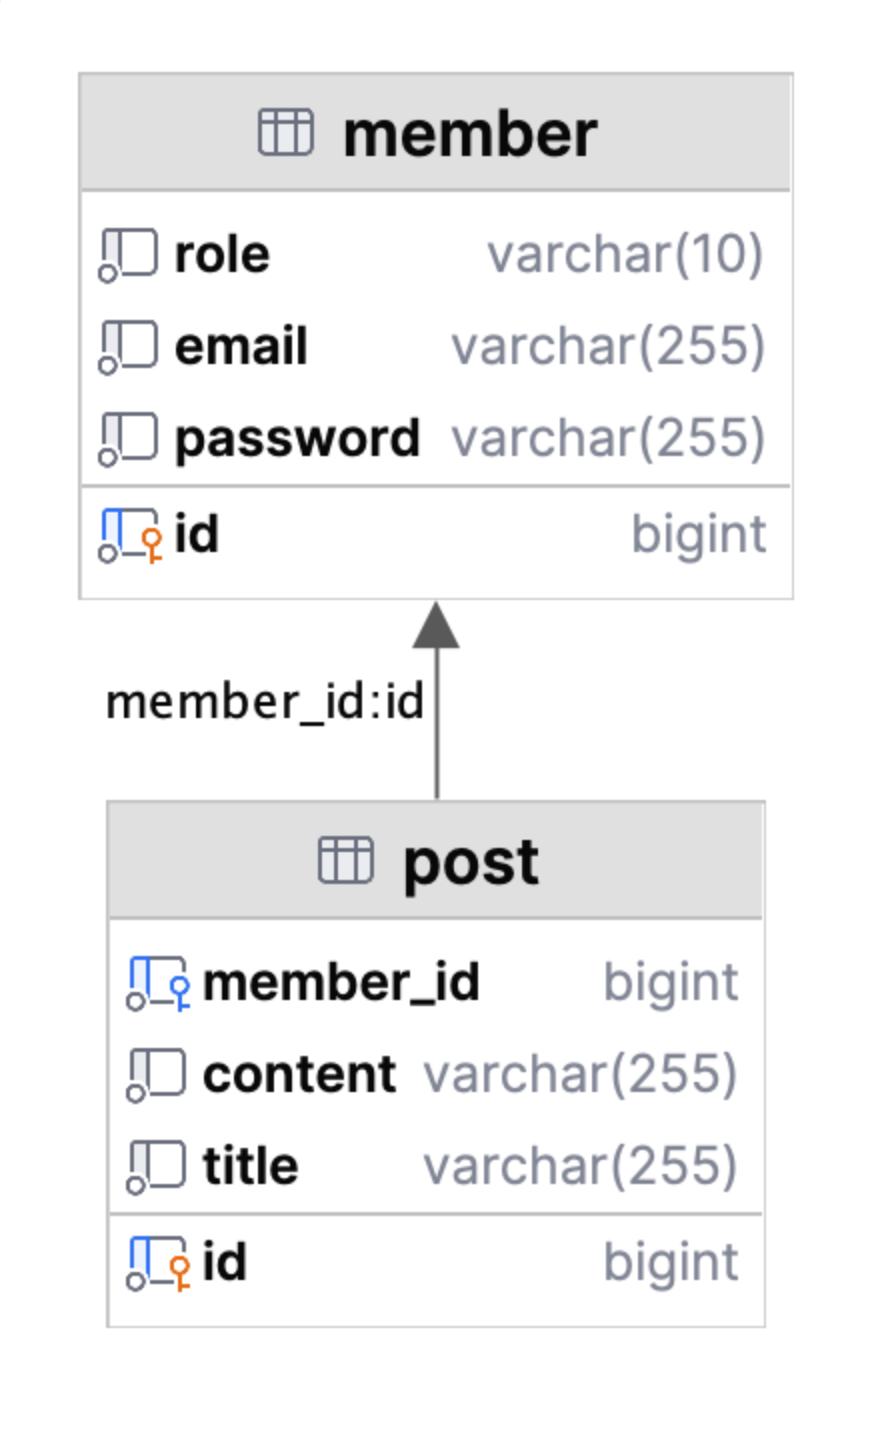 member
role varchar(10)
email varchar(255)
password varchar(255)
id bigint
member_id:id
post
member_id bigint
content varchar(255)
title varchar(255)
id bigint